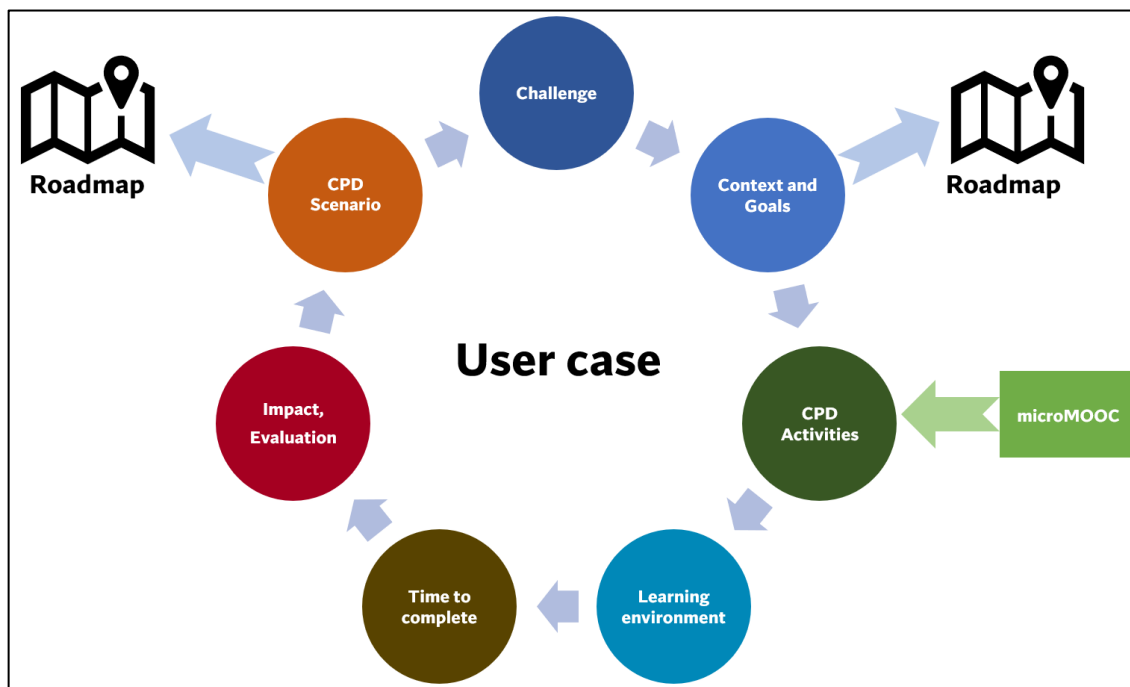 Challenge
Roadmap
CPD
Scenario
Context and
Goals
Roadmap
User case
Impact,
Evaluation
CPD
Activities
microMOOC
Time to
complete
Learning
environment